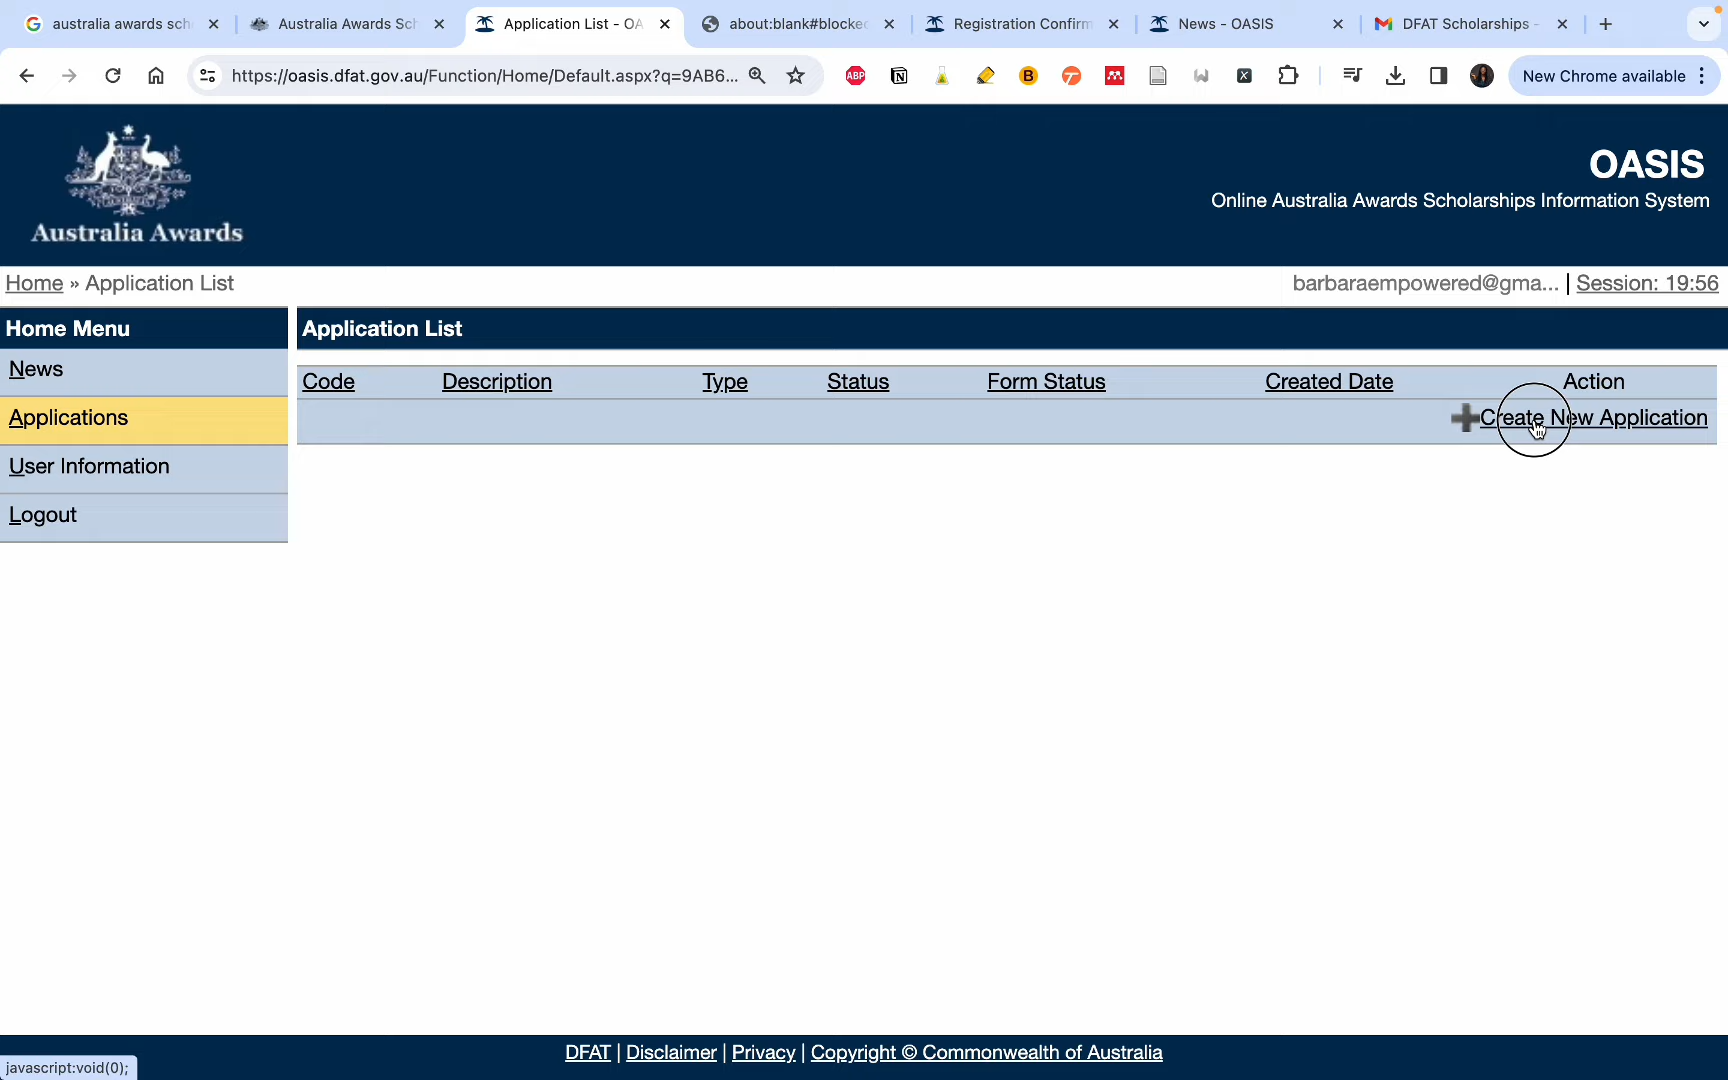 australia awards sch
Australia Awards Sch
Application List - OA
about:blank#blocked
Registration Confirm
News - OASIS
DFAT Scholarships -
https://oasis.dfat.gov.au/Function/Home/Default.aspx?q=9AB6...
ABP
B
New Chrome available
Australia Awards
OASIS
Online Australia Awards Scholarships Information System
Home » Application List
barbaraempowered@gma... | Session: 19:56
Home Menu
News
Applications
User Information
Logout
Application List
Code Description Type Status Form Status Created Date Action
Create New Application
DFAT | Disclaimer | Privacy | Copyright © Commonwealth of Australia
javascript:void(0);